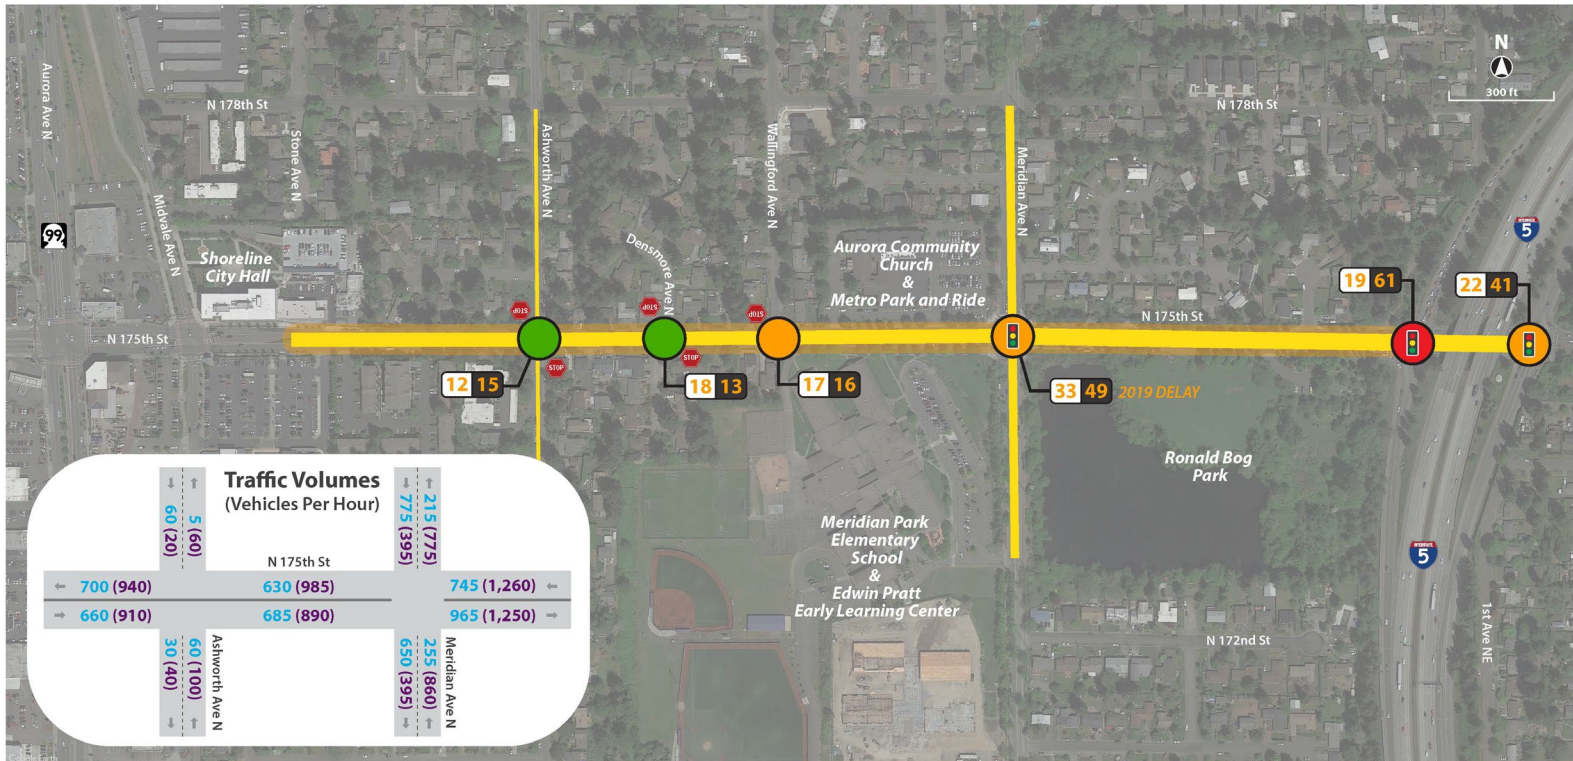 N
300 ft
Aurora Ave N
N 178th St
N 178th St
Stone Ave N
Ashworth Ave N
Wallingford Ave N
Meridian Ave N
Midvale Ave N
Densmore Ave N
99
Shoreline
City Hall
Aurora Community
Church
&
Metro Park and Ride
INTERSTATE
5
19 61
22 41
STOP
STOP
STOP
N 175th St
N 175th St
STOP
STOP
12 15
18 13
17 16
33 49 2019 DELAY
Ronald Bog
Park
Meridian Park
Elementary
School
&
Edwin Pratt
Early Learning Center
INTERSTATE
5
1st Ave NE
N 172nd St
Traffic Volumes
(Vehicles Per Hour)
60 (20)
5 (60)
775 (395)
215 (775)
N 175th St
700 (940)
630 (985)
745 (1,260)
660 (910)
685 (890)
965 (1,250)
30 (40)
60 (100)
Ashworth Ave N
650 (395)
255 (860)
Meridian Ave N
Google Earth